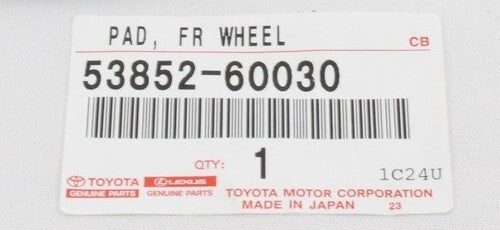 PAD, FR WHEEL
CB
53852-60030
QTY: 1
1C24U
TOYOTA LEXUS
GENUINE PARTS GENUINE PARTS
TOYOTA MOTOR CORPORATION
MADE IN JAPAN 23